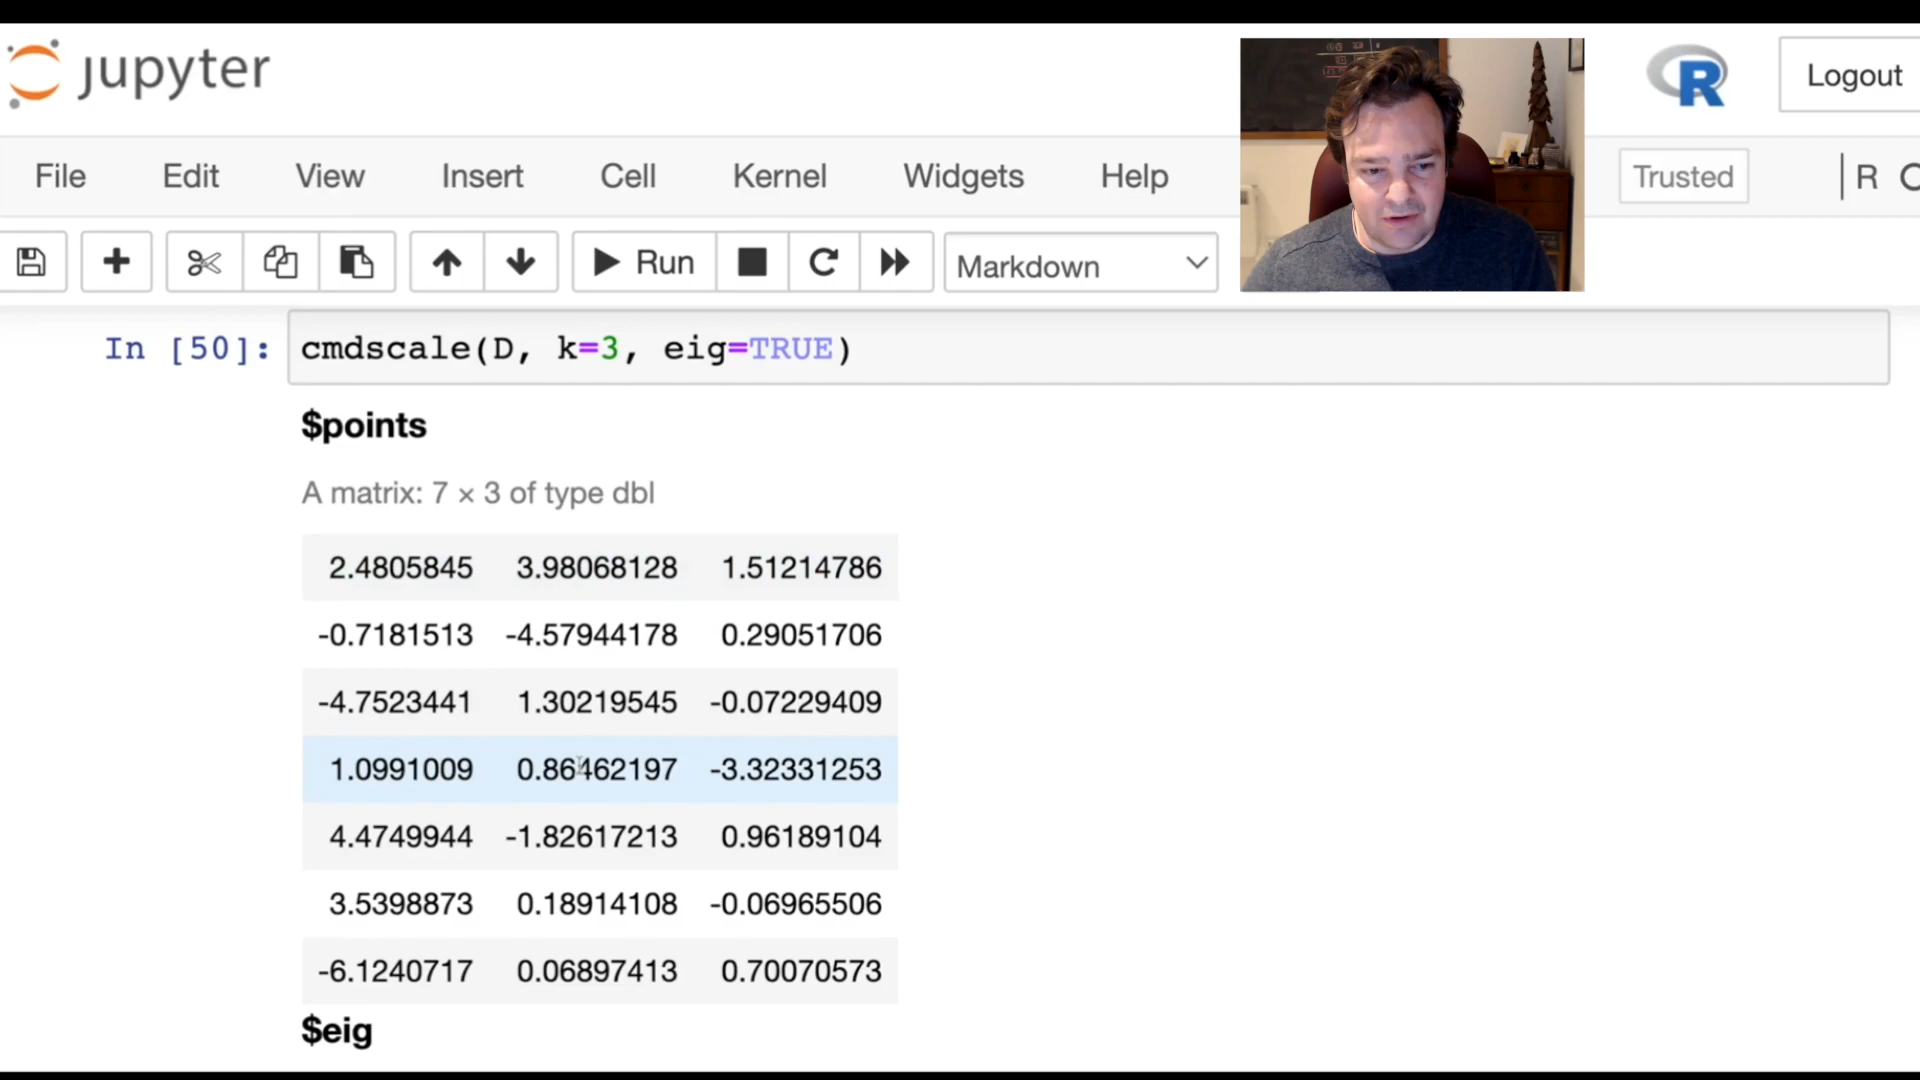 jupyter
R
Logout
File Edit View Insert Cell Kernel Widgets Help
Trusted
R
Run
Markdown
In [50]: cmdscale(D, k=3, eig=TRUE)
$points
A matrix: 7 × 3 of type dbl
2.4805845 3.98068128 1.51214786
-0.7181513 -4.57944178 0.29051706
-4.7523441 1.30219545 -0.07229409
1.0991009 0.86462197 -3.32331253
4.4749944 -1.82617213 0.96189104
3.5398873 0.18914108 -0.06965506
-6.1240717 0.06897413 0.70070573
$eig